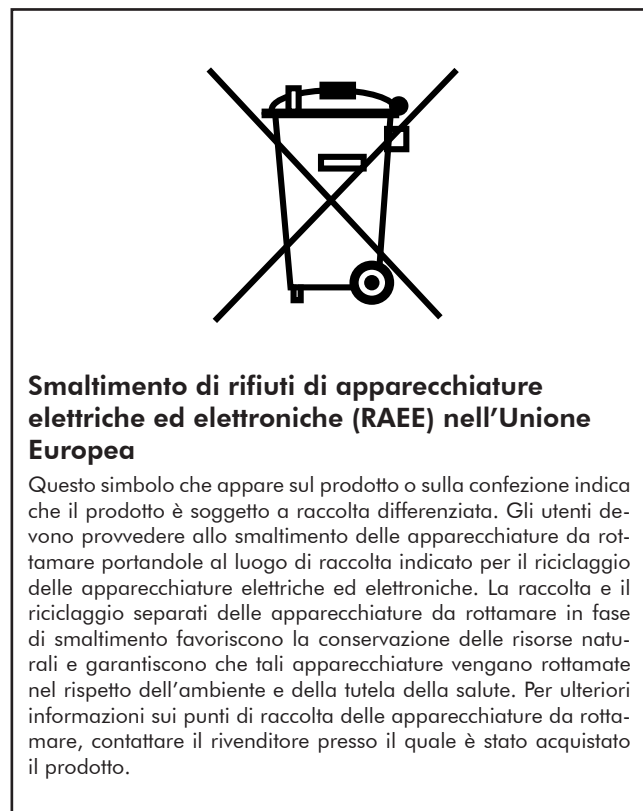 Smaltimento di rifiuti di apparecchiature
elettriche ed elettroniche (RAEE) nell’Unione
Europea
Questo simbolo che appare sul prodotto o sulla confezione indica
che il prodotto è soggetto a raccolta differenziata. Gli utenti de-
vono provvedere allo smaltimento delle apparecchiature da rot-
tamare portandole al luogo di raccolta indicato per il riciclaggio
delle apparecchiature elettriche ed elettroniche. La raccolta e il
riciclaggio separati delle apparecchiature da rottamare in fase
di smaltimento favoriscono la conservazione delle risorse natu-
rali e garantiscono che tali apparecchiature vengano rottamate
nel rispetto dell’ambiente e della tutela della salute. Per ulteriori
informazioni sui punti di raccolta delle apparecchiature da rotta-
mare, contattare il rivenditore presso il quale è stato acquistato
il prodotto.